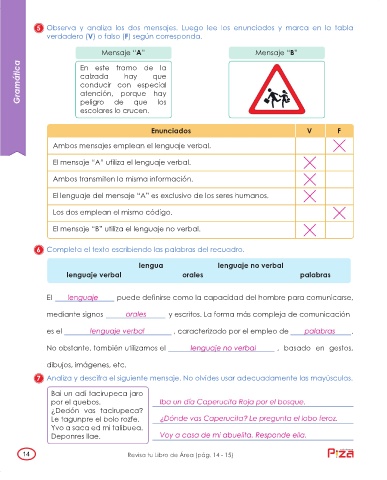 Gramática
5 Observa y analiza los dos mensajes. Luego lee los enunciados y marca en la tabla
verdadero (V) o falso (F) según corresponda.
Mensaje "A"
Mensaje "B"
En este tramo de la
calzada hay que
conducir con especial
atención, porque hay
peligro de que los
escolares lo crucen.
Enunciados V F
Ambos mensajes emplean el lenguaje verbal.
El mensaje "A" utiliza el lenguaje verbal.
Ambos transmiten la misma información.
El lenguaje del mensaje "A" es exclusivo de los seres humanos.
Los dos emplean el mismo código.
El mensaje "B" utiliza el lenguaje no verbal.
6 Completa el texto escribiendo las palabras del recuadro.
lengua lenguaje no verbal
lenguaje verbal orales palabras
El lenguaje puede definirse como la capacidad del hombre para comunicarse,
mediante signos orales y escritos. La forma más compleja de comunicación
es el lenguaje verbal , caracterizado por el empleo de palabras .
No obstante, también utilizamos el lenguaje no verbal , basado en gestos,
dibujos, imágenes, etc.
7 Analiza y descifra el siguiente mensaje. No olvides usar adecuadamente las mayúsculas.
Bai un adí tacirupeca jaro
por el quebos.
¿Dedón vas tacirupeca?
Le tagunpre el bolo rozfe.
Yvo a saca ed mi talibuea.
Deponres llae.
Iba un día Caperucita Roja por el bosque.
¿Dónde vas Caperucita? Le pregunta el lobo feroz.
Voy a casa de mi abuelita. Responde ella.
14
Revisa tu Libro de Área (pág. 14 - 15)
Piza